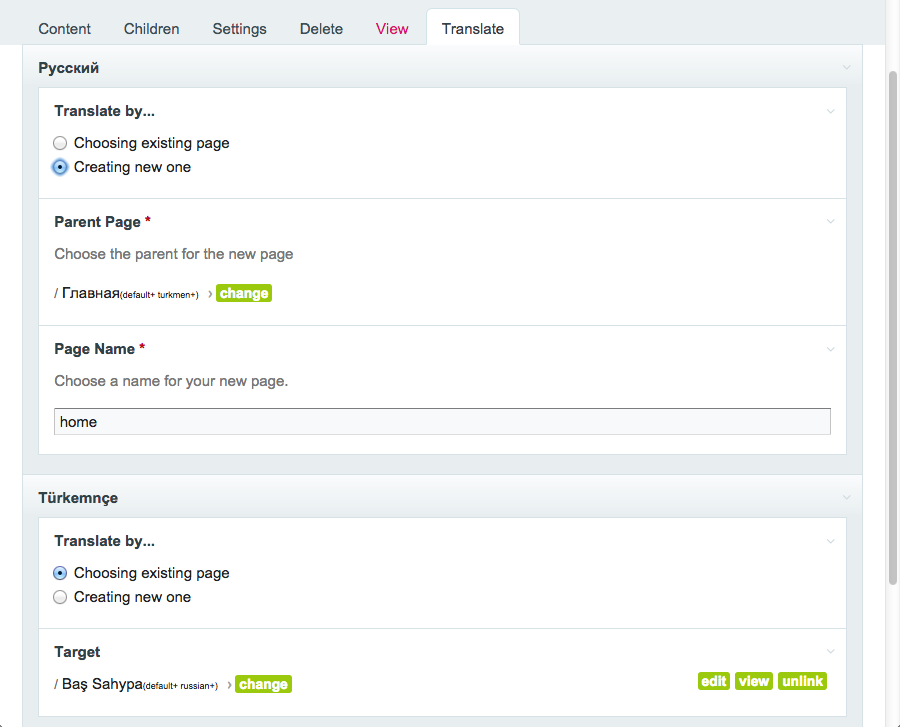 Content Children Settings Delete View Translate
Русский
Translate by...
Choosing existing page
Creating new one
Parent Page *
Choose the parent for the new page
/ Главная(default+ turkmen+) › change
Page Name *
Choose a name for your new page.
home
Türkemnçe
Translate by...
Choosing existing page
Creating new one
Target
/ Baş Sahypa(default+ russian+) › change edit view unlink